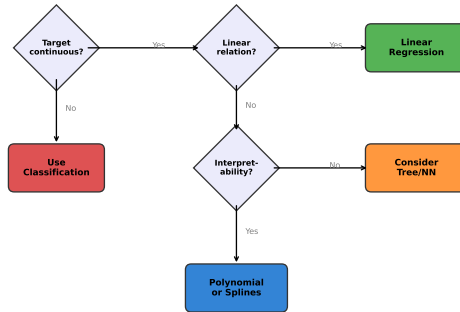 Target
continuous?
Yes
Linear
relation?
Yes
Linear
Regression
No
No
Use
Classification
Interpret-
ability?
No
Consider
Tree/NN
Yes
Polynomial
or Splines